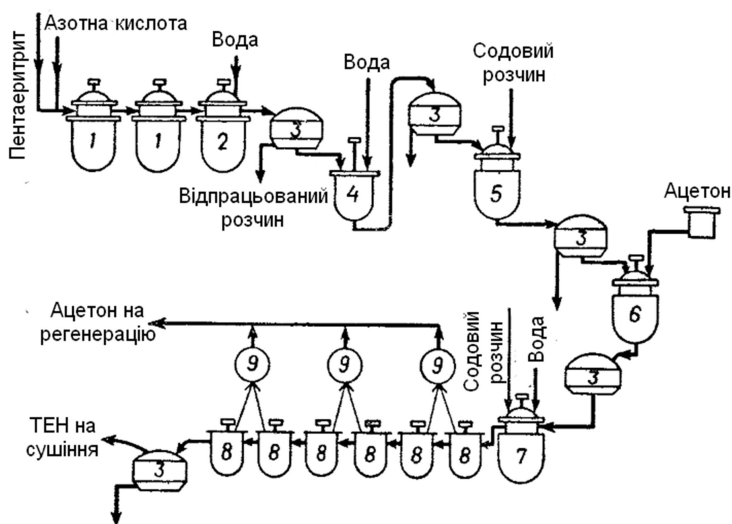 Азотна кислота
Пентаеритрит
Вода
Вода
Содовий
розчин
1
1
2
3
3
4
5
Відпрацьований
розчин
Ацетон
3
6
Ацетон на
регенерацію
Содовий
розчин
Вода
9
9
9
3
ТЕН на
сушіння
8
8
8
8
8
8
7
3